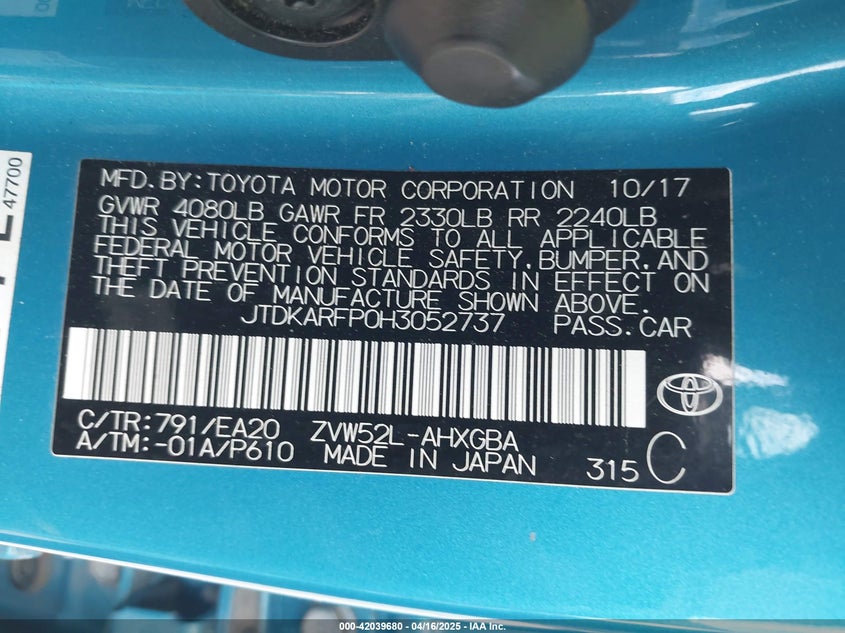 MFD.BY:TOYOTA MOTOR CORPORATION 10/17
GVWR 4080LB GAWR FR 2330LB RR 2240LB
THIS VEHICLE CONFORMS TO ALL APPLICABLE
FEDERAL MOTOR VEHICLE SAFETY,BUMPER,AND
THEFT PREVENTION STANDARDS IN EFFECT ON
THE DATE OF MANUFACTURE SHOWN ABOVE.
JTDKARFP0H3052737 PASS.CAR
C/TR:791/EA20 ZVW52L-AHXGBA
A/TM:-01A/P610 MADE IN JAPAN 315 C
47700
000-42039680 - 04/16/2025 - IAA Inc.